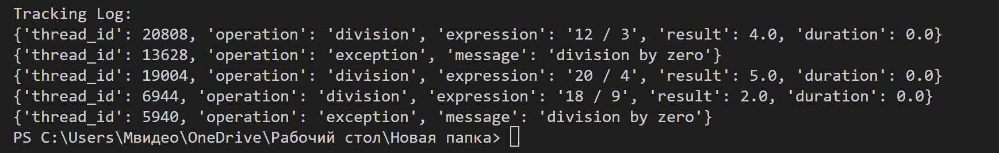 Tracking Log:
{'thread_id': 20808, 'operation': 'division', 'expression': '12 / 3', 'result': 4.0, 'duration': 0.0}
{'thread_id': 13628, 'operation': 'exception', 'message': 'division by zero'}
{'thread_id': 19004, 'operation': 'division', 'expression': '20 / 4', 'result': 5.0, 'duration': 0.0}
{'thread_id': 6944, 'operation': 'division', 'expression': '18 / 9', 'result': 2.0, 'duration': 0.0}
{'thread_id': 5940, 'operation': 'exception', 'message': 'division by zero'}
PS C:\Users\Мвидео\OneDrive\Рабочий стол\Новая папка>